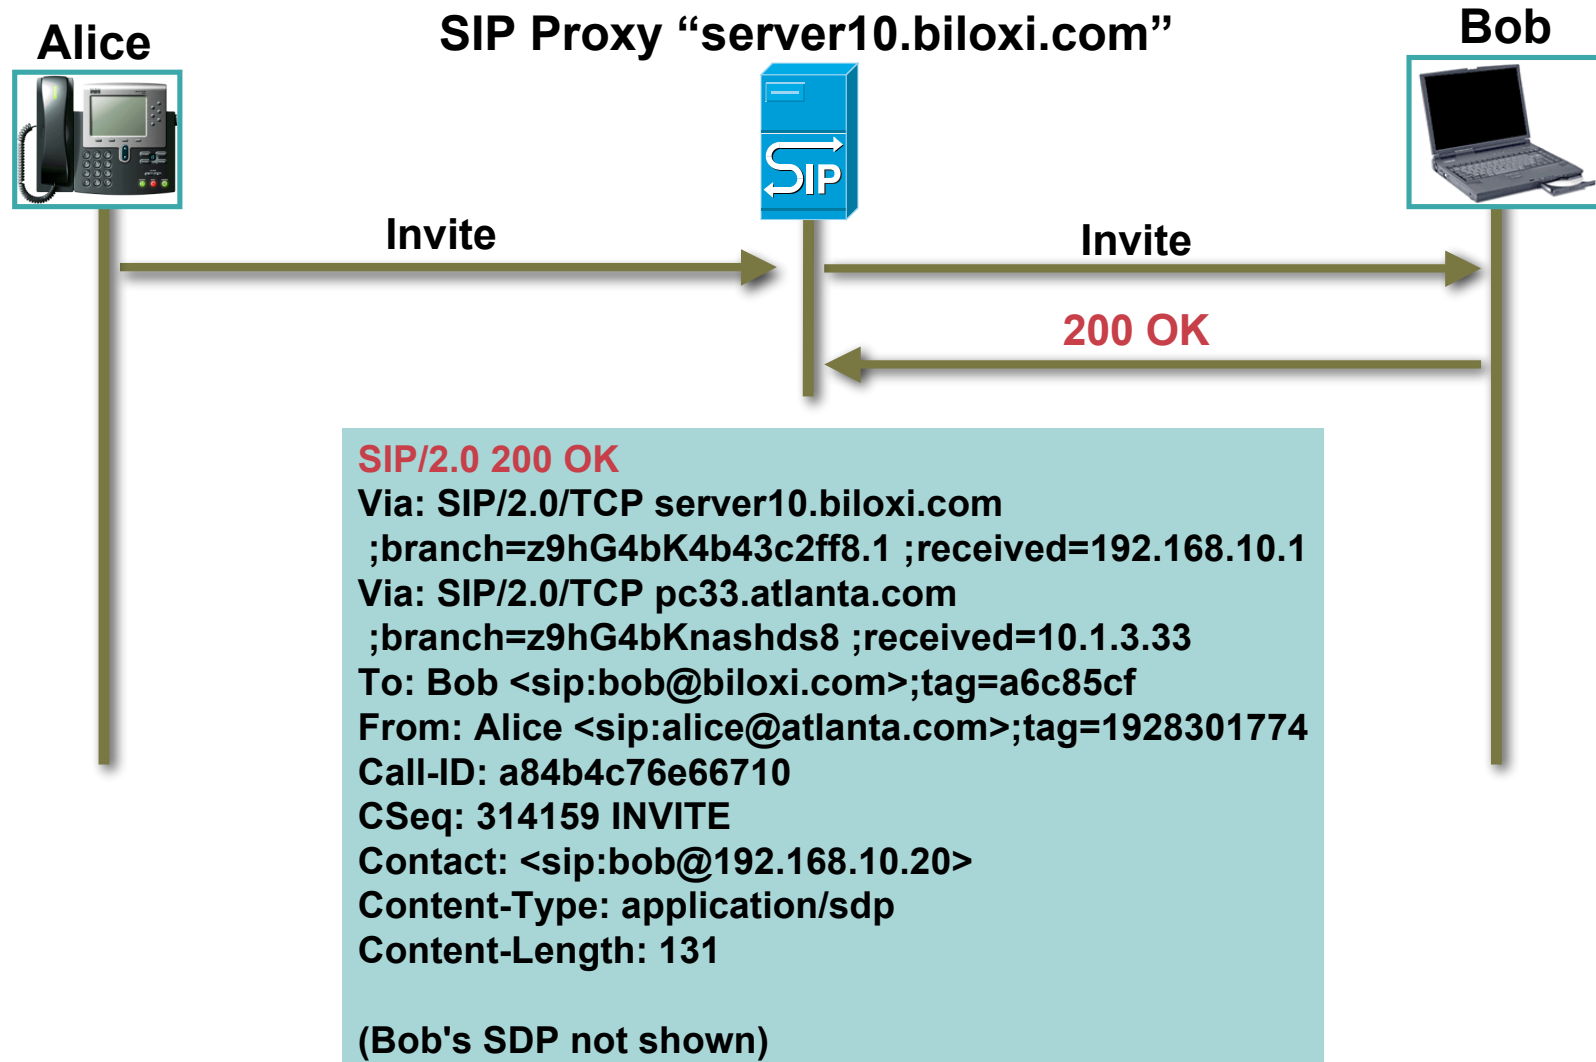 Alice
SIP Proxy “server10.biloxi.com”
Bob
SIP
Invite
Invite
200 OK
SIP/2.0 200 OK
Via: SIP/2.0/TCP server10.biloxi.com
;branch=z9hG4bK4b43c2ff8.1 ;received=192.168.10.1
Via: SIP/2.0/TCP pc33.atlanta.com
;branch=z9hG4bKnashds8 ;received=10.1.3.33
To: Bob <sip:bob@biloxi.com>;tag=a6c85cf
From: Alice <sip:alice@atlanta.com>;tag=1928301774
Call-ID: a84b4c76e66710
CSeq: 314159 INVITE
Contact: <sip:bob@192.168.10.20>
Content-Type: application/sdp
Content-Length: 131
(Bob's SDP not shown)